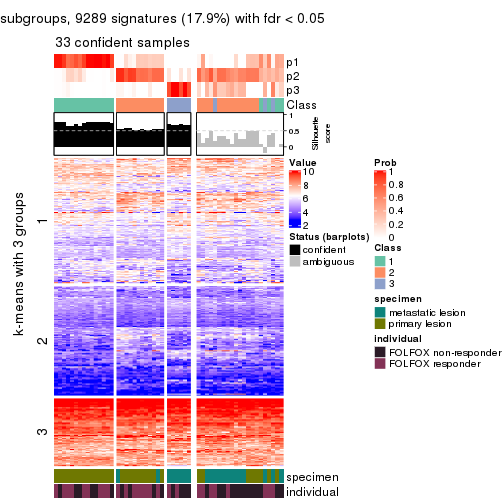 subgroups, 9289 signatures (17.9%) with fdr < 0.05
33 confident samples
p1
p2
p3
Class
1
0.5
0
Silhouette
score
k-means with 3 groups
1
2
3
specimen
individual
Value
10
8
6
4
2
Status (barplots)
confident
ambiguous
Prob
1
0.8
0.6
0.4
0.2
0
Class
1
2
3
specimen
metastatic lesion
primary lesion
individual
FOLFOX non-responder
FOLFOX responder